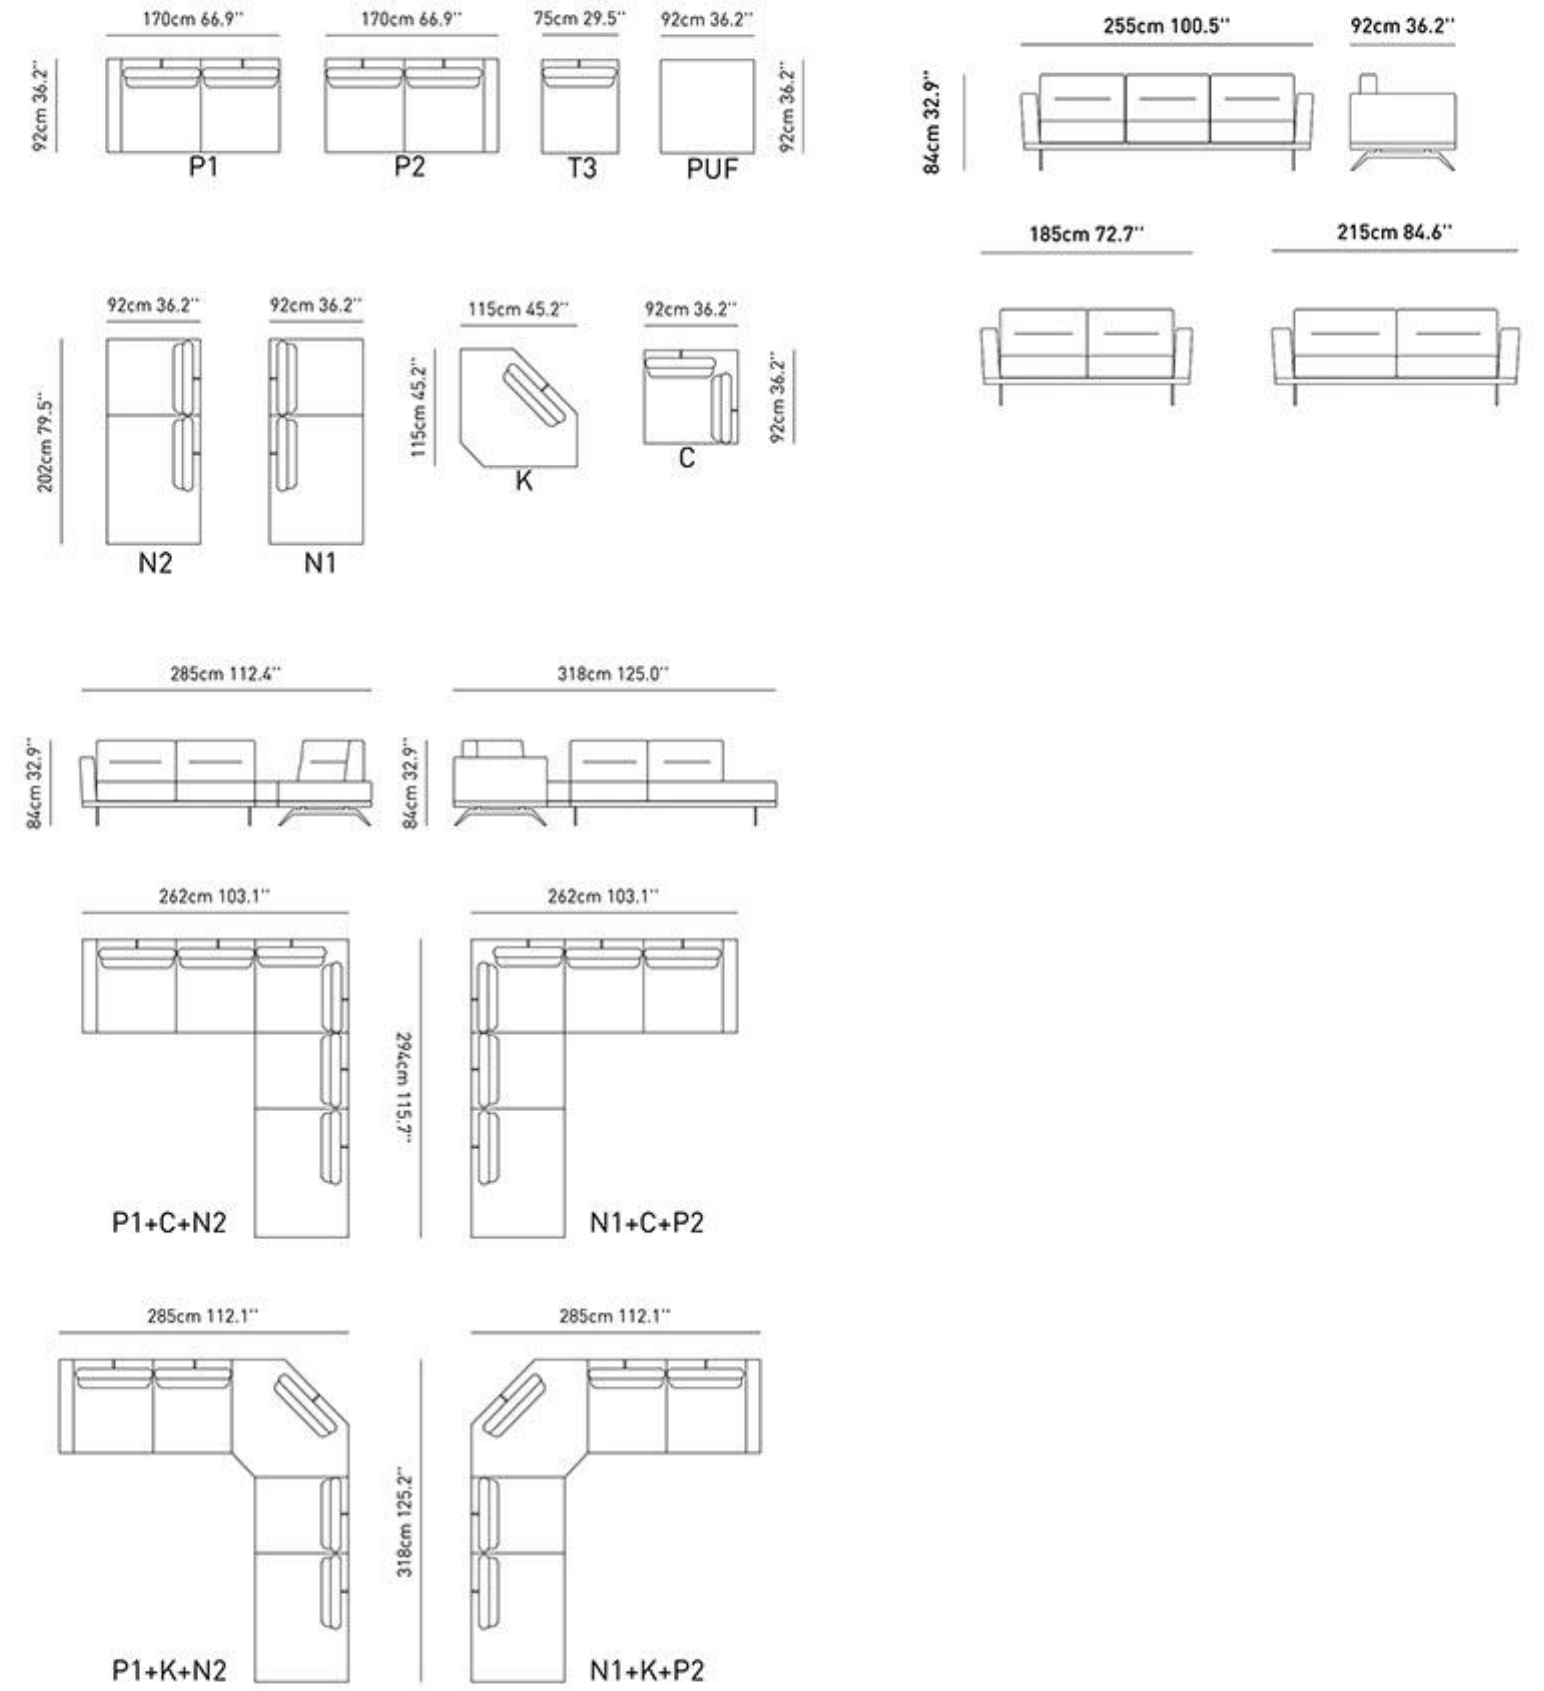 170cm 66.9''
170cm 66.9''
75cm 29.5''
92cm 36.2''
92cm 36.2''
92cm 36.2''
P1
P2
T3
PUF
255cm 100.5''
92cm 36.2''
84cm 32.9''
185cm 72.7''
215cm 84.6''
92cm 36.2''
92cm 36.2''
115cm 45.2''
92cm 36.2''
202cm 79.5''
115cm 45.2''
92cm 36.2''
N2
N1
K
C
285cm 112.4''
318cm 125.0''
84cm 32.9''
84cm 32.9''
262cm 103.1''
262cm 103.1''
294cm 115.7''
P1+C+N2
N1+C+P2
285cm 112.1''
285cm 112.1''
318cm 125.2''
P1+K+N2
N1+K+P2